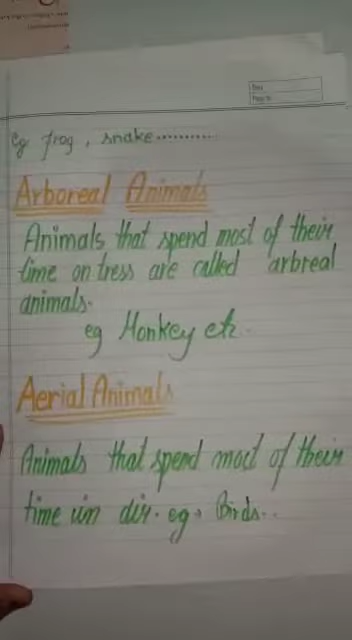 Eg frog, snake...........
Arboreal Animals
Animals that spend most of their
time on tress are called arbreal
animals.
eg Monkey etc..
Aerial Animals
Animals that spend most of their
time in air. eg → Birds..